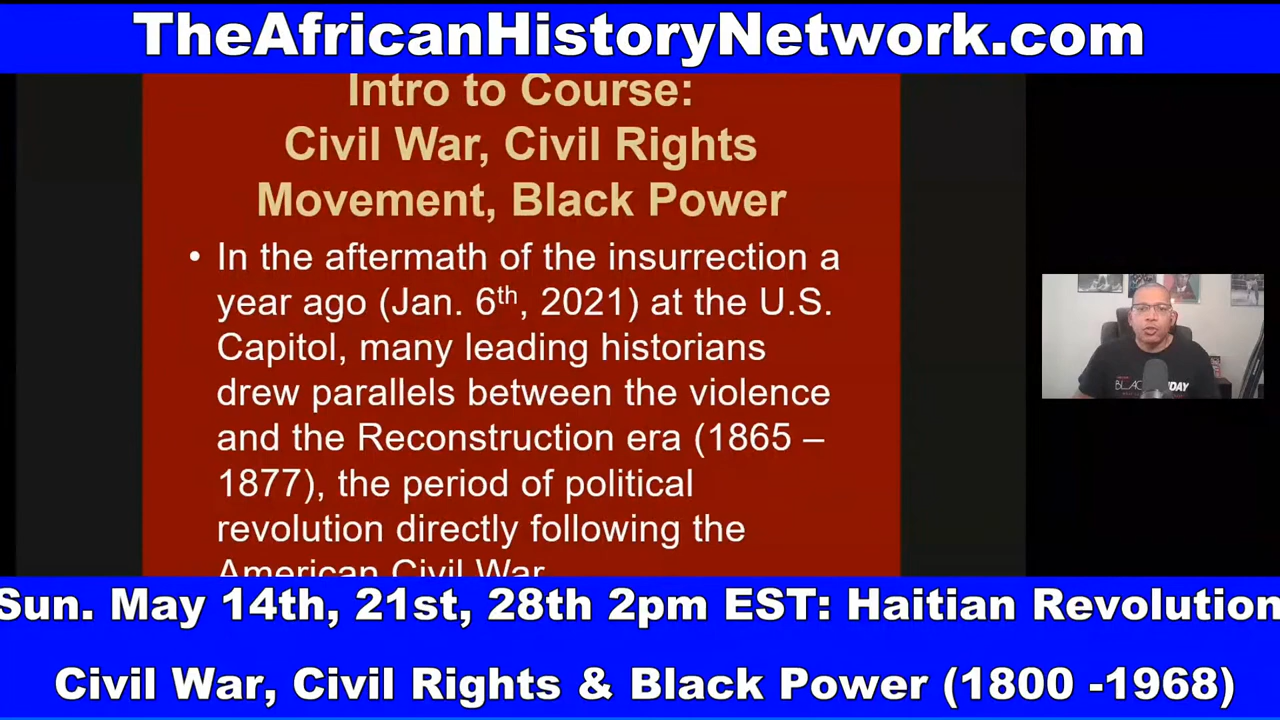 TheAfricanHistoryNetwork.com
Intro to Course:
Civil War, Civil Rights
Movement, Black Power
• In the aftermath of the insurrection a
year ago (Jan. 6th, 2021) at the U.S.
Capitol, many leading historians
drew parallels between the violence
and the Reconstruction era (1865 –
1877), the period of political
revolution directly following the
American Civil War
Sun. May 14th, 21st, 28th 2pm EST: Haitian Revolution
Civil War, Civil Rights & Black Power (1800 -1968)